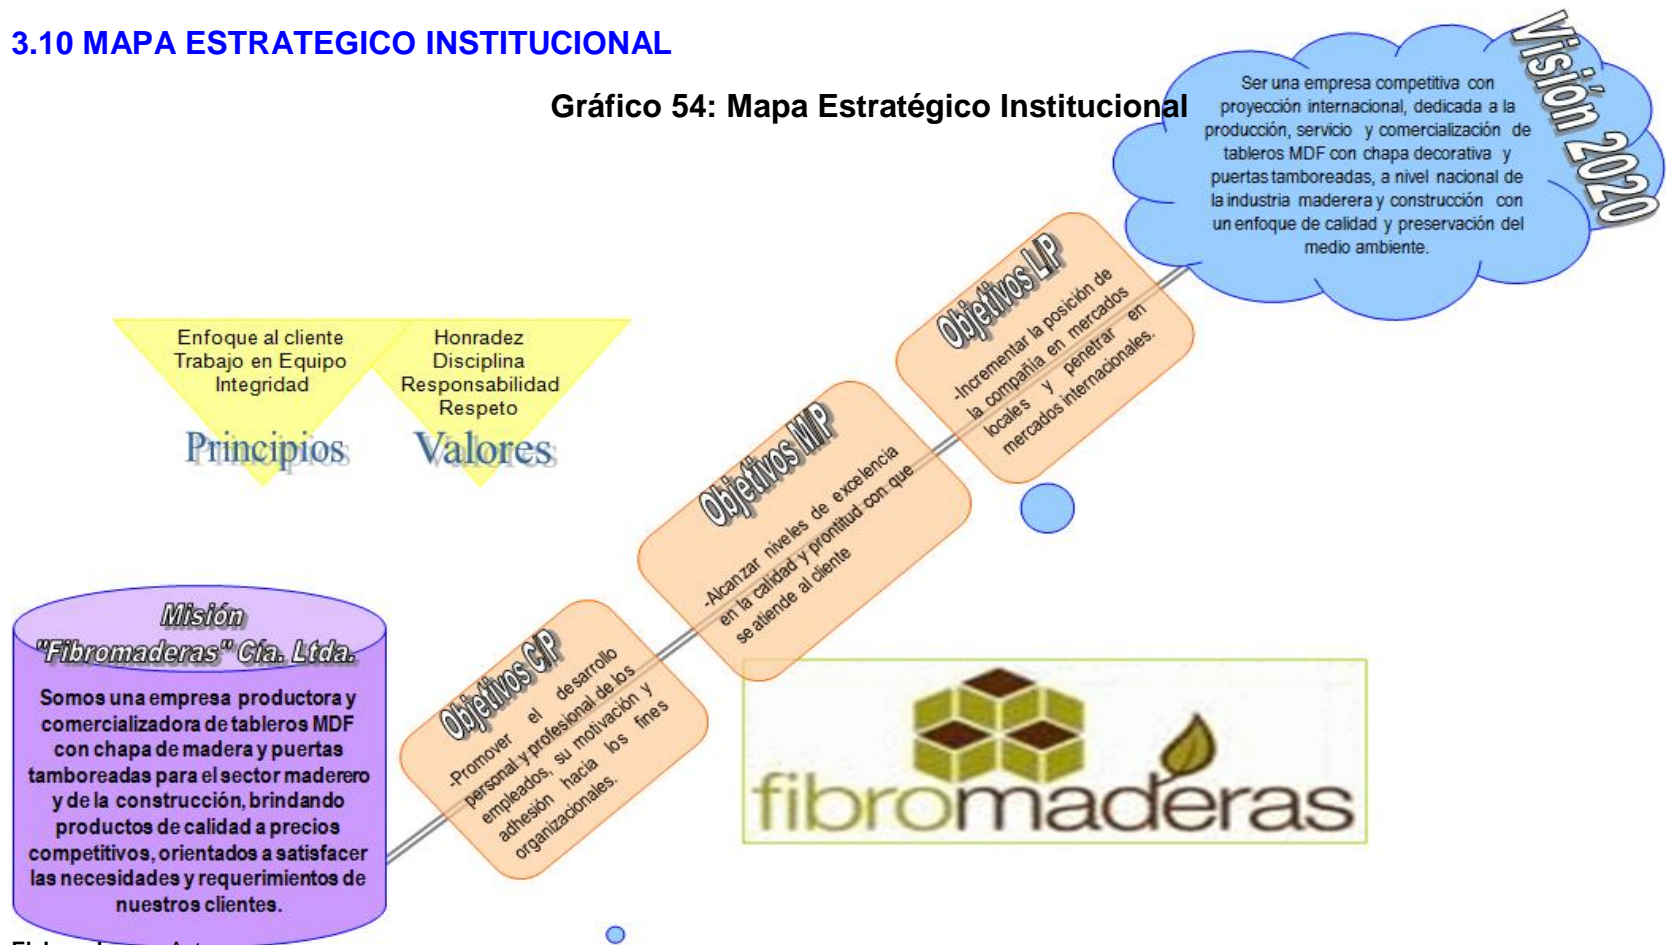 3.10 MAPA ESTRATEGICO INSTITUCIONAL
Gráfico 54: Mapa Estratégico Institucional
Visión 2020
Ser una empresa competitiva con
proyección internacional, dedicada a la
producción, servicio y comercialización de
tableros MDF con chapa decorativa y
puertas tamboreadas, a nivel nacional de
la industria maderera y construcción con
un enfoque de calidad y preservación del
medio ambiente.
Objetivos L/P
-Incrementar la posición de
la compañia en mercados
locales y penetrar en
mercados internacionales.
Enfoque al cliente
Trabajo en Equipo
Integridad
Principios
Honradez
Disciplina
Responsabilidad
Respeto
Valores
Objetivos M/P
-Alcanzar niveles de excelencia
en la calidad y prontitud con que
se atiende al cliente
Objetivos C/P
-Promover el desarrollo
personal y profesional de los
empleados, su motivación y
adhesión hacia los fines
organizacionales.
Misión
"Fibromaderas" Cía. Ltda.
Somos una empresa productora y
comercializadora de tableros MDF
con chapa de madera y puertas
tamboreadas para el sector maderero
y de la construcción, brindando
productos de calidad a precios
competitivos, orientados a satisfacer
las necesidades y requerimientos de
nuestros clientes.
fibromaderas